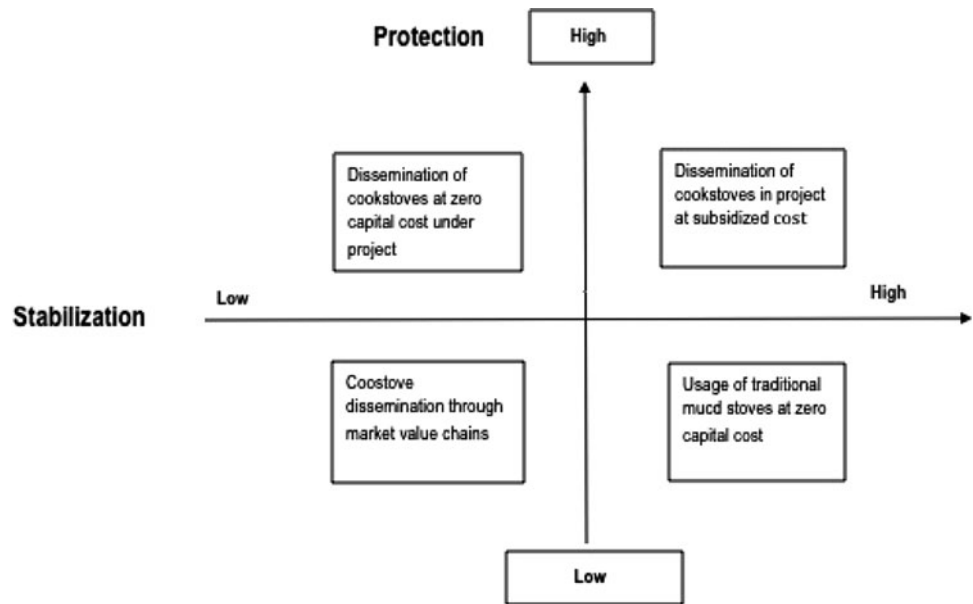 Protection
High
Dissemination of
cookstoves at zero
capital cost under
project
Dissemination of
cookstoves in project
at subsidized cost
Low
High
Stabilization
Coostove
dissemination through
market value chains
Usage of traditional
mucd stoves at zero
capital cost
Low